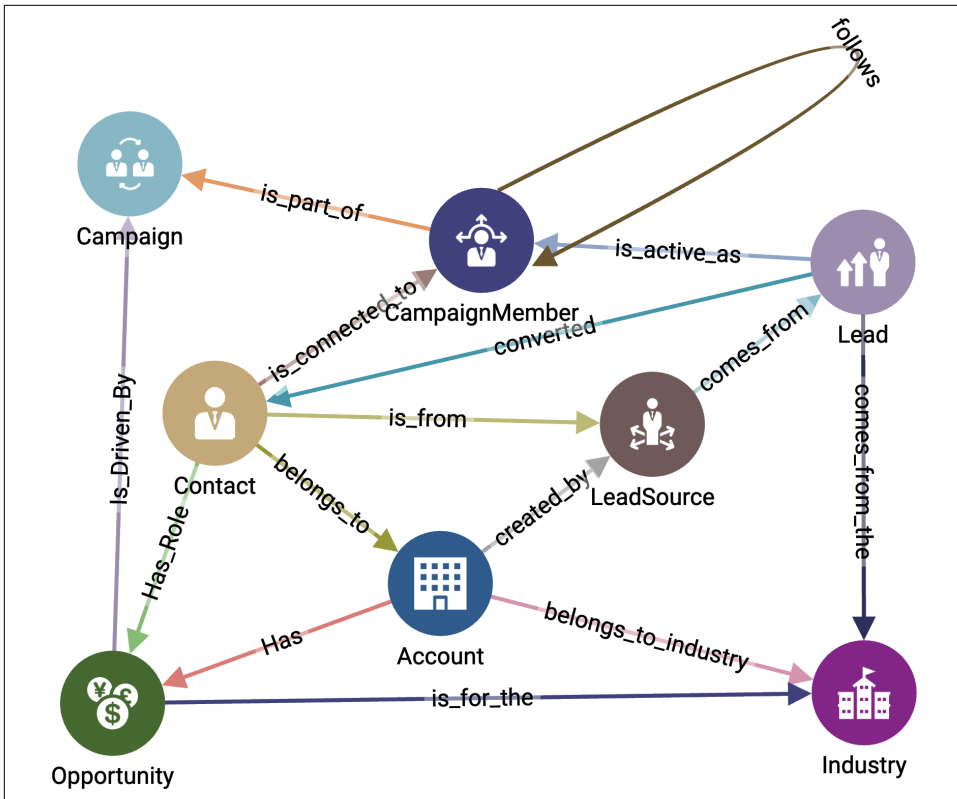 follows
Campaign
is_part_of
is_active_as
CampaignMember
Lead
is_connected_to
converted
comes_from
is_from
Contact
LeadSource
Is_Driven_By
belongs_to
created_by
comes_from_the
Has_Role
Has
Account
belongs_to_industry
is_for_the
¥
£
$
Opportunity
Industry